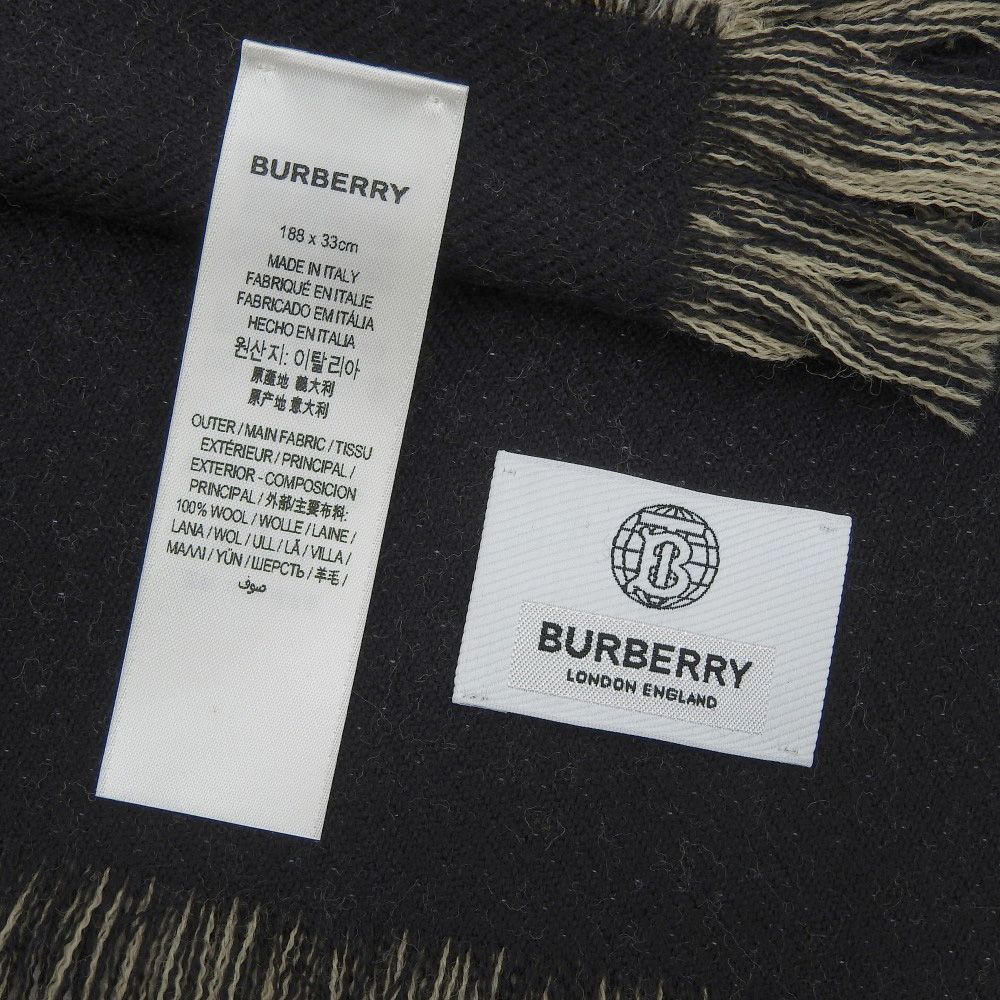 BURBERRY
188 x 33cm
MADE IN ITALY
FABRIQUÉ EN ITALIE
FABRICADO EM ITÁLIA
HECHO EN ITALIA
원산지: 이탈리아
原產地 義大利
原产地 意大利
OUTER / MAIN FABRIC / TISSU
EXTÉRIEUR / PRINCIPAL /
EXTERIOR - COMPOSICION
PRINCIPAL / 外部/主要布料:
100% WOOL / WOLLE / LAINE /
LANA / WOL / ULL / LÃ / VILLA /
ΜΑΛΛΙ / YÜN / ШЕРСТЬ / 羊毛 /
صوف
B
BURBERRY
LONDON ENGLAND